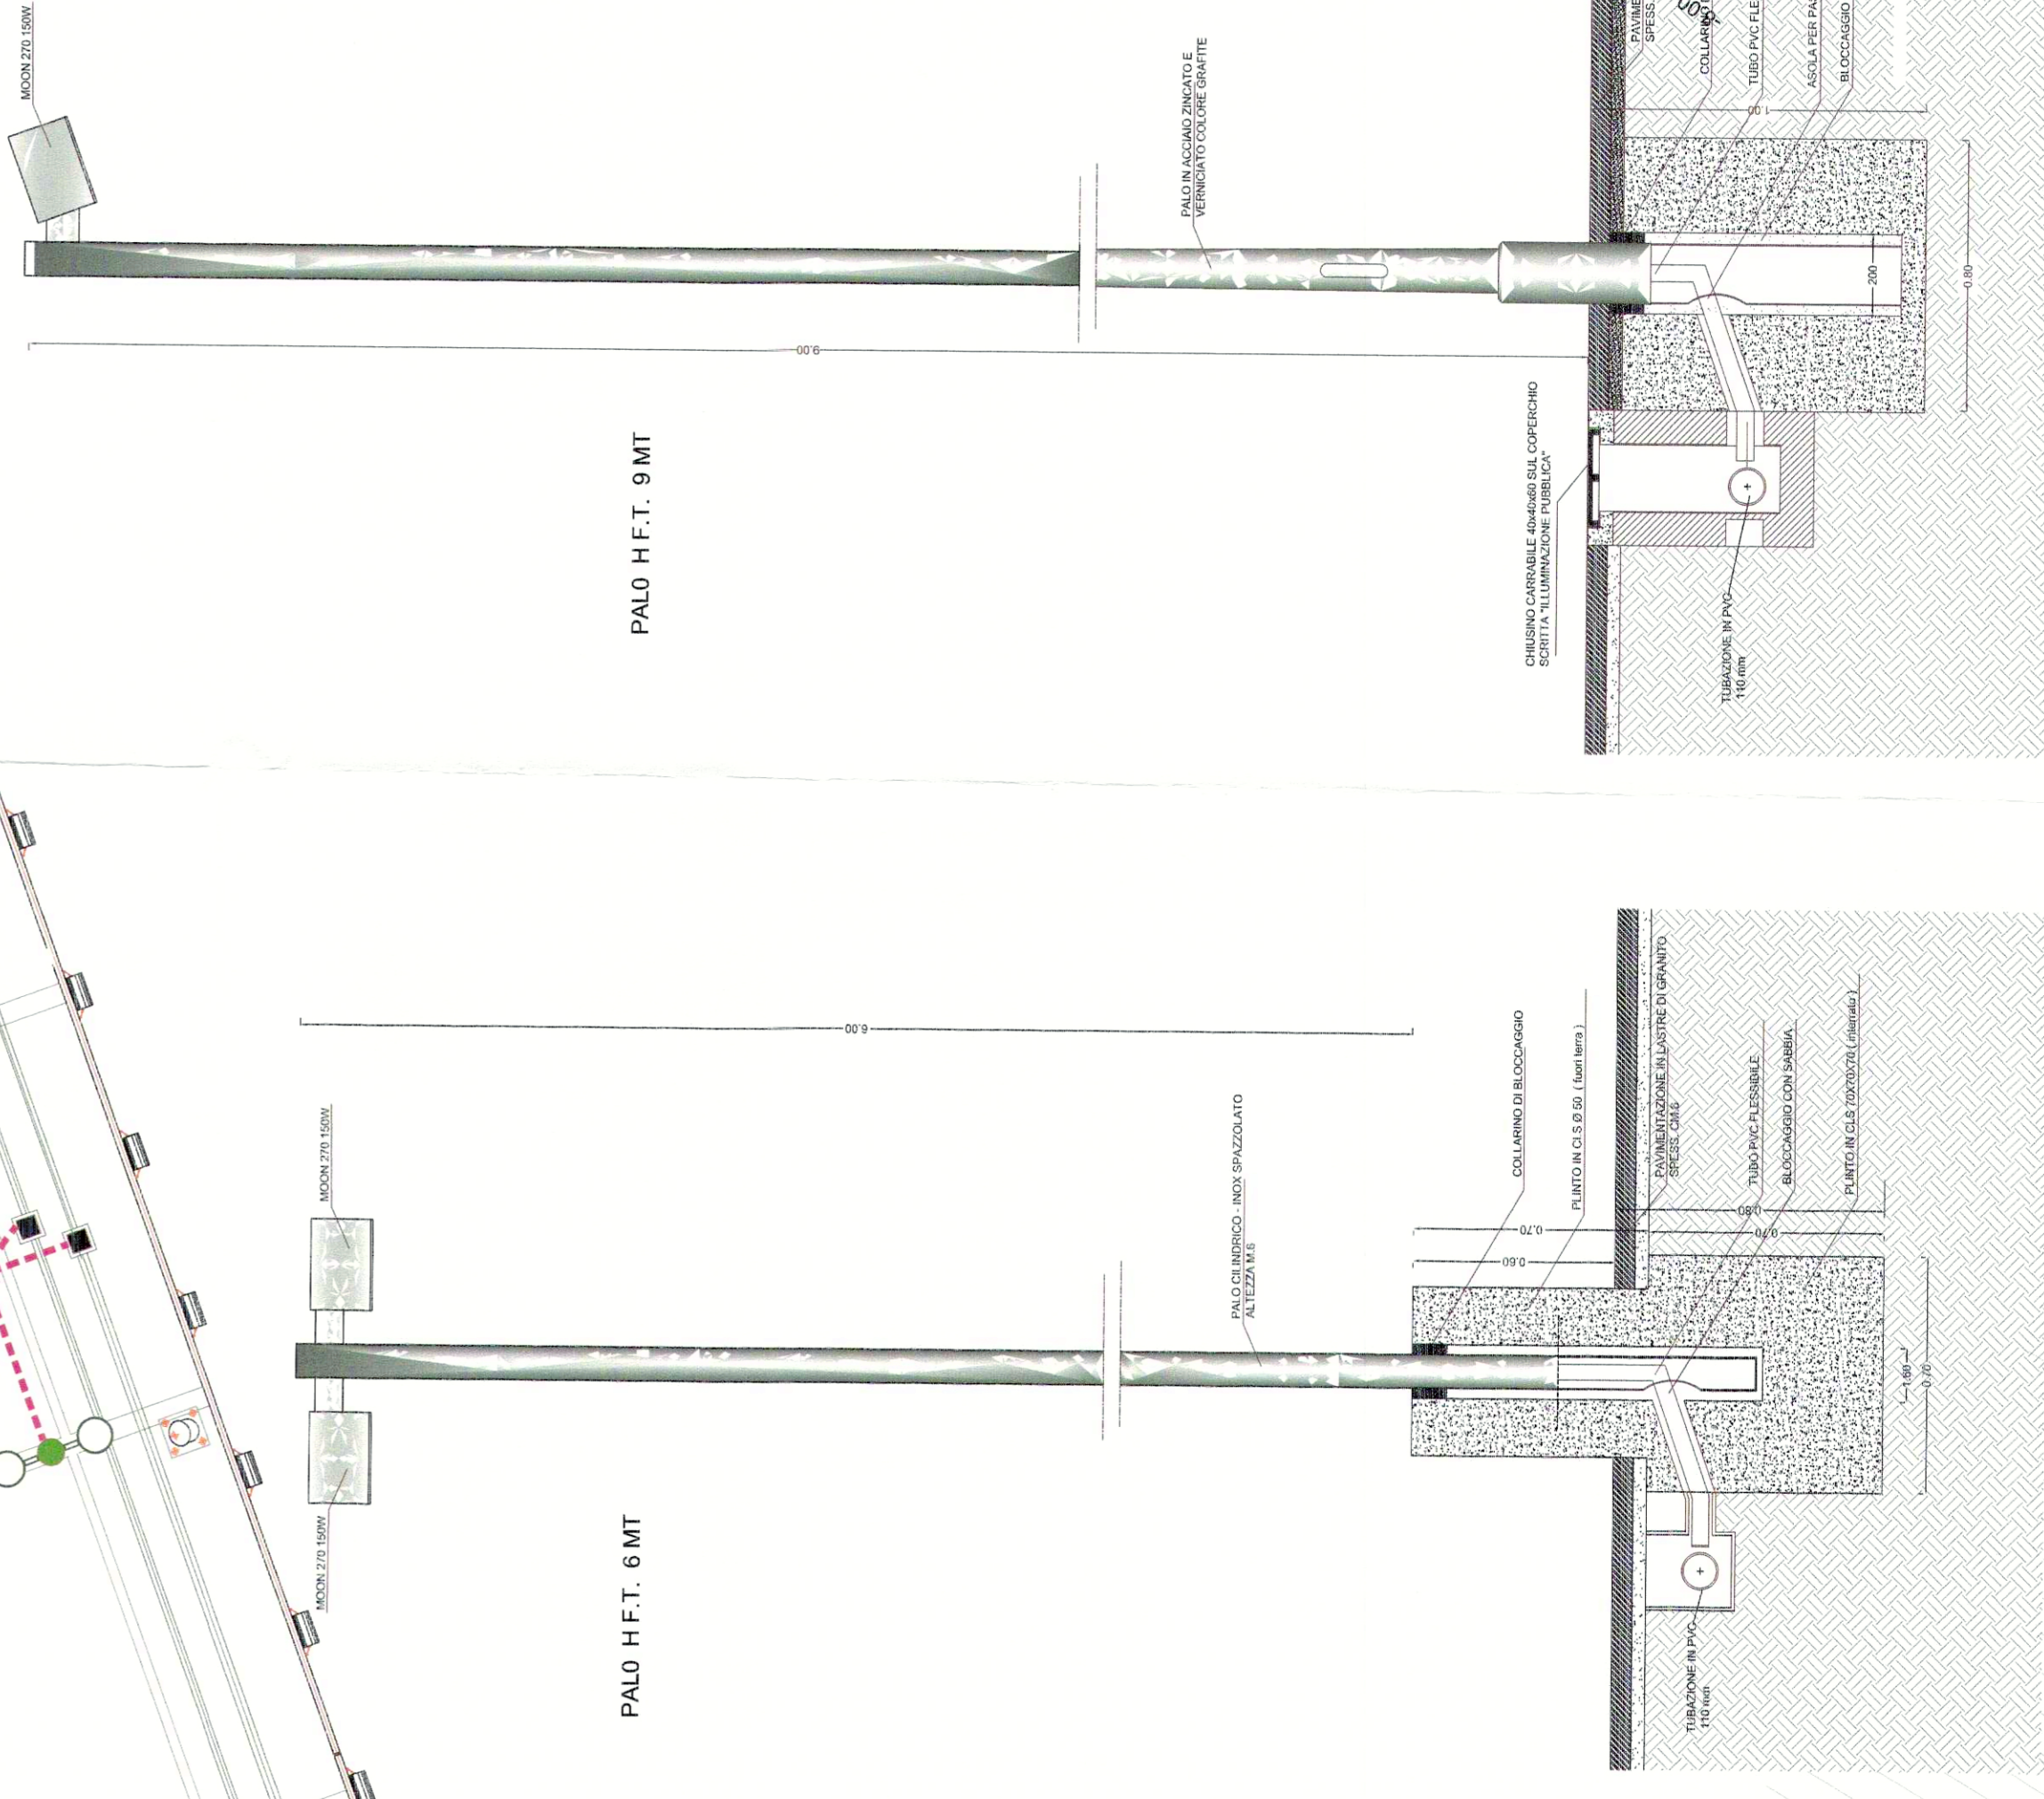 MOON 270 150W
PALO IN ACCIAIO ZINCATO E
VERNICIATO COLORE GRAFITE
9.00
PALO H F.T. 9 MT
CHIUSINO CARRABILE 40x40x60 SUL COPERCHIO
SCRITTA "ILLUMINAZIONE PUBBLICA"
TUBAZIONE IN PVC
110 mm
SPESS.
TUBO PVC
ASOLA PER
BLOCCAGGIO
1.00
200
0.80
MOON 270 150W
MOON 270 150W
6.00
PALO H F.T. 6 MT
PALO CILINDRICO - INOX SPAZZOLATO
ALTEZZA M.6
COLLARINO DI BLOCCAGGIO
PLINTO IN CLS Ø 50 ( fuori terra )
PAVIMENTAZIONE IN LASTRE DI GRANITO
SPESS. CM.6
TUBO PVC FLESSIBILE
BLOCCAGGIO CON SABBIA
PLINTO IN CLS 70X70X70 ( interrato )
0.70
0.60
0.80
0.70
0.70
TUBAZIONE IN PVC
110 mm